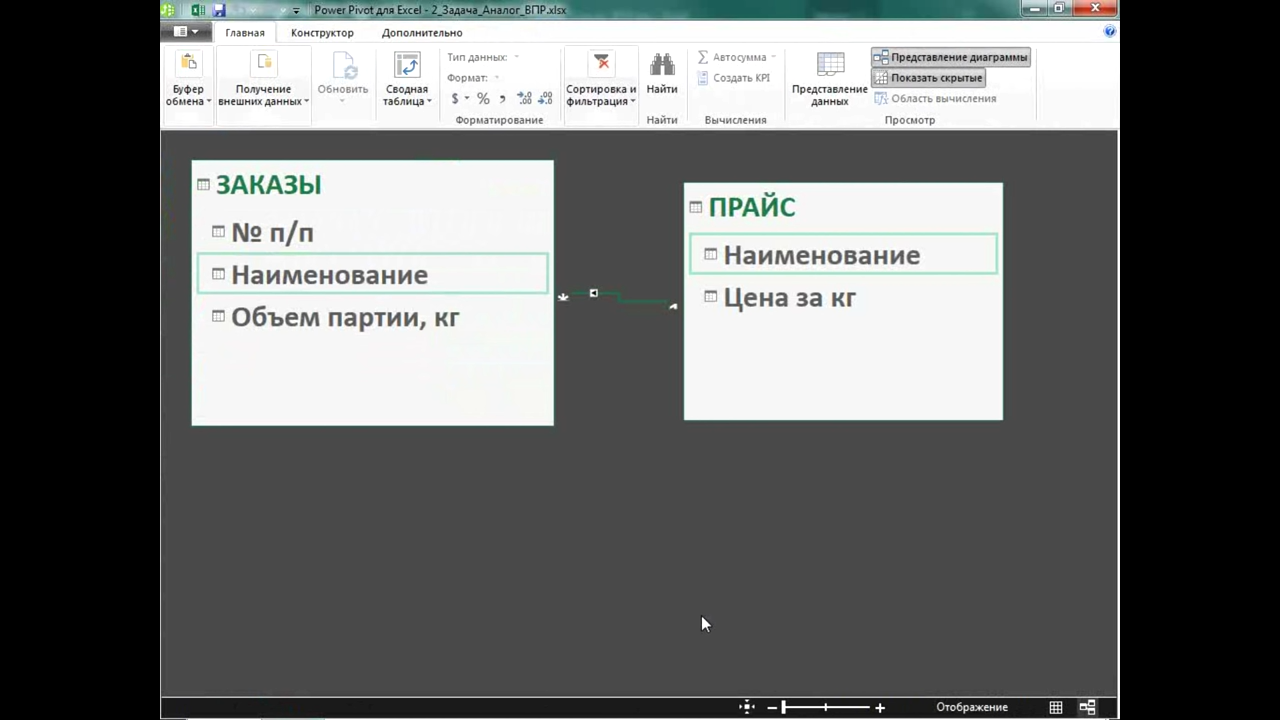 Power Pivot для Excel - 2_Задача_Аналог_ВПР.xlsx
Главная Конструктор Дополнительно
Буфер обмена
Получение внешних данных
Обновить
Сводная таблица
Тип данных:
Формат:
$ % ,
Форматирование
Сортировка и фильтрация
Найти
Найти
Автосумма
Создать KPI
Вычисления
Представление данных
Представление диаграммы
Показать скрытые
Область вычисления
Просмотр
ЗАКАЗЫ
№ п/п
Наименование
Объем партии, кг
ПРАЙС
Наименование
Цена за кг
Отображение